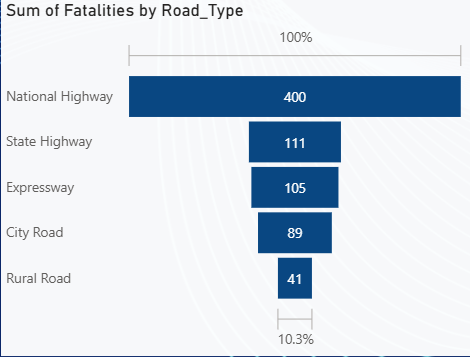 Sum of Fatalities by Road_Type
100%
National Highway 400
State Highway 111
Expressway 105
City Road 89
Rural Road 41
10.3%